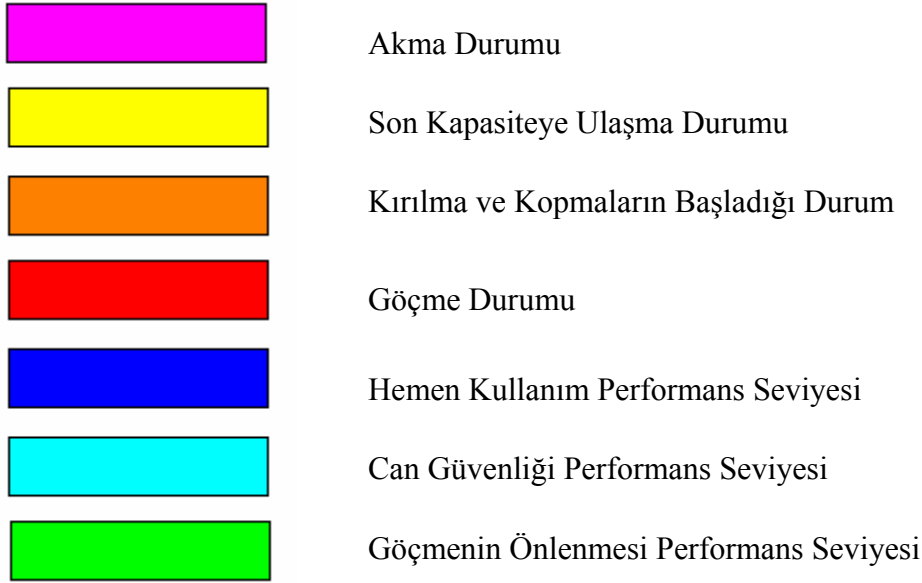 Akma Durumu
Son Kapasiteye Ulaşma Durumu
Kırılma ve Kopmaların Başladığı Durum
Göçme Durumu
Hemen Kullanım Performans Seviyesi
Can Güvenliği Performans Seviyesi
Göçmenin Önlenmesi Performans Seviyesi